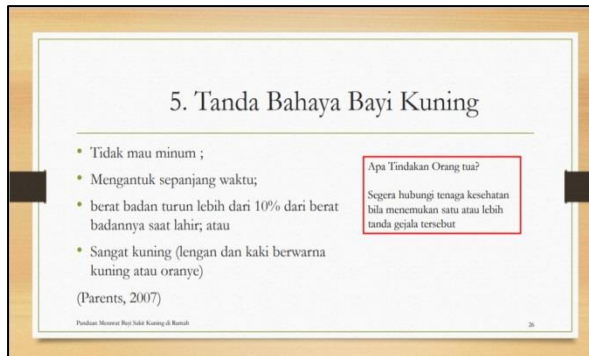 5. Tanda Bahaya Bayi Kuning
• Tidak mau minum ;
• Mengantuk sepanjang waktu;
• berat badan turun lebih dari 10% dari berat
badannya saat lahir; atau
• Sangat kuning (lengan dan kaki berwarna
kuning atau oranye)
(Parents, 2007)
Apa Tindakan Orang tua?
Segera hubungi tenaga kesehatan
bila menemukan satu atau lebih
tanda gejala tersebut
Panduan Merawat Bayi Sakit Kuning di Rumah
26